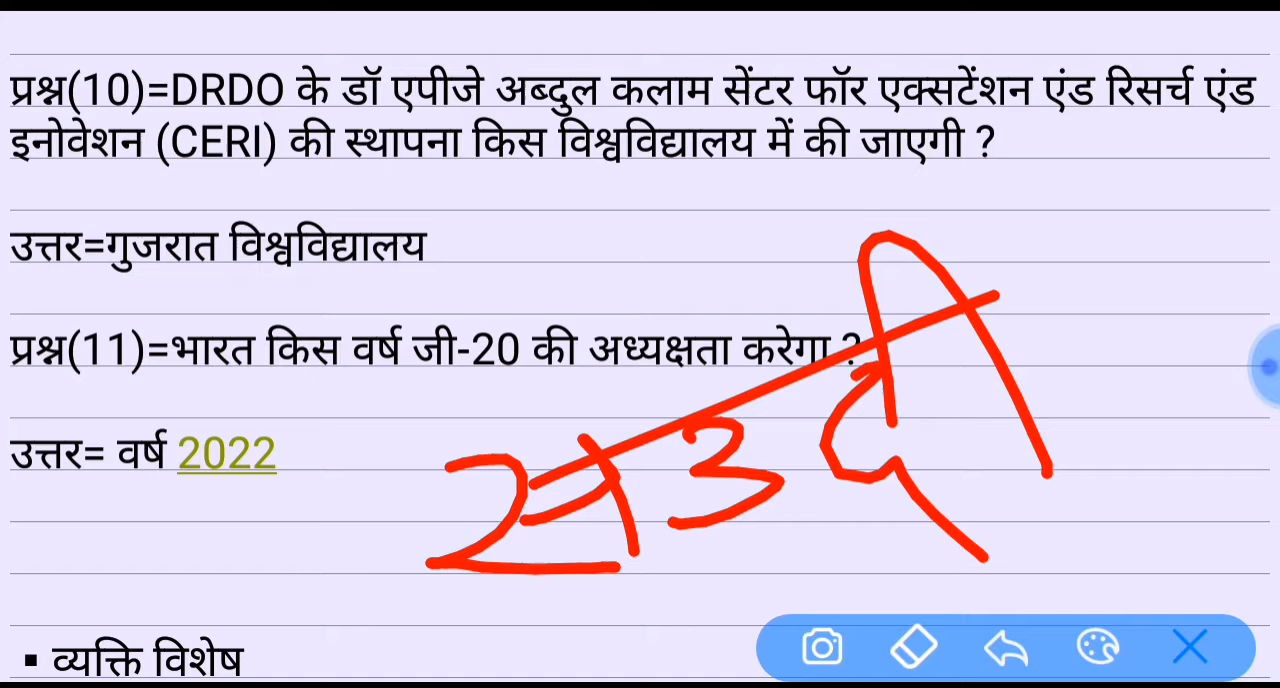 प्रश्न(10)=DRDO के डॉ एपीजे अब्दुल कलाम सेंटर फॉर एक्सटेंशन एंड रिसर्च एंड
इनोवेशन (CERI) की स्थापना किस विश्वविद्यालय में की जाएगी ?
उत्तर=गुजरात विश्वविद्यालय
प्रश्न(11)=भारत किस वर्ष जी-20 की अध्यक्षता करेगा ?
उत्तर= वर्ष 2022
▪ व्यक्ति विशेष